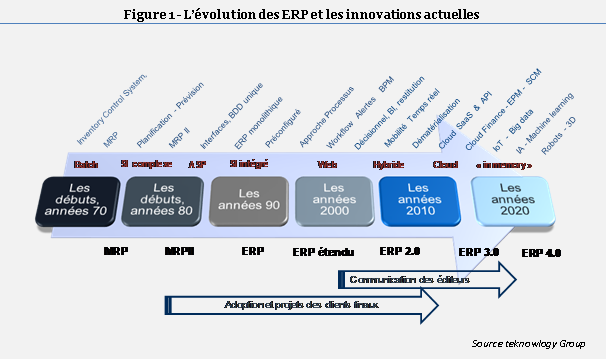 Figure 1 - L'évolution des ERP et les innovations actuelles
Inventory Control System,
MRP
Planification - Prévision
MRP II
Interfaces, BDD unique
ERP monolithique
Préconfiguré
Approche Processus
Workflow Alertes BPM
Décisionnel, BI, restitution
Mobilité Temps réel
Dématérialisation
Cloud SaaS & API
Cloud Finance - EPM - SCM
IoT - Big data
IA - Machine learning
Robots - 3D
Batch
SI complexe
ASP
SI intégré
Web
Hybride
Cloud
« in memory »
Les
débuts,
années 70
Les
débuts,
années 80
Les
années 90
Les
années
2000
Les
années
2010
Les
années
2020
MRP
MRPII
ERP
ERP étendu
ERP 2.0
ERP 3.0
ERP 4.0
Communication des éditeurs
Adoption et projets des clients finaux
Source teknowlogy Group